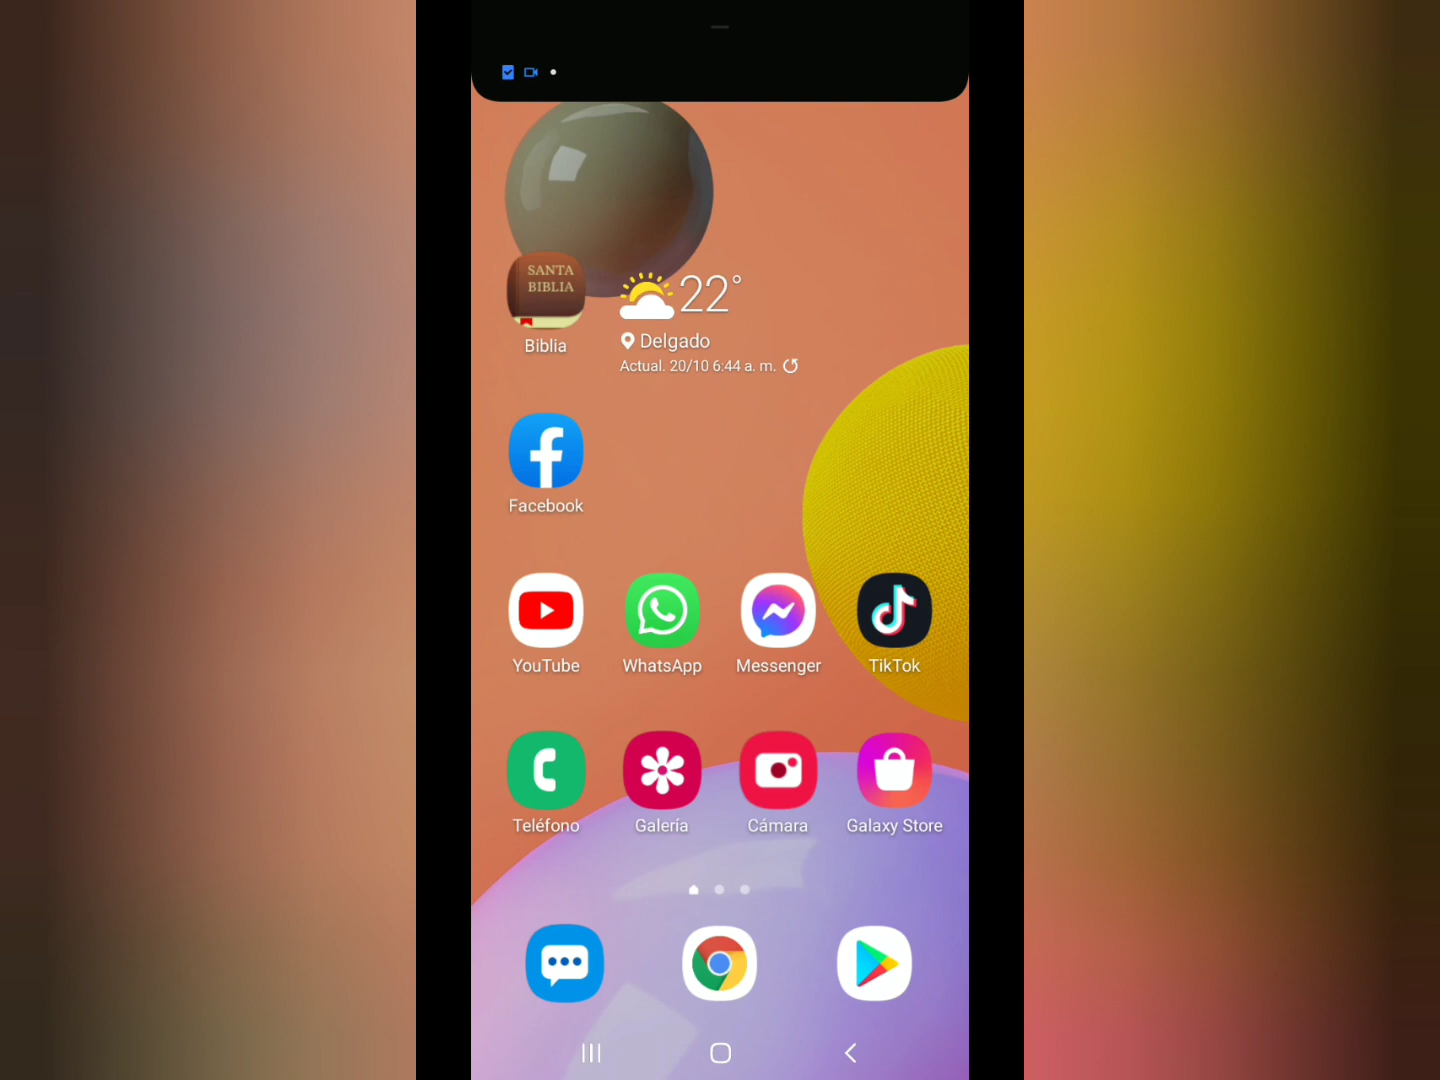 SANTA
BIBLIA
Biblia
22°
Delgado
Actual. 20/10 6:44 a. m.
Facebook
YouTube
WhatsApp
Messenger
TikTok
Teléfono
Galería
Cámara
Galaxy Store